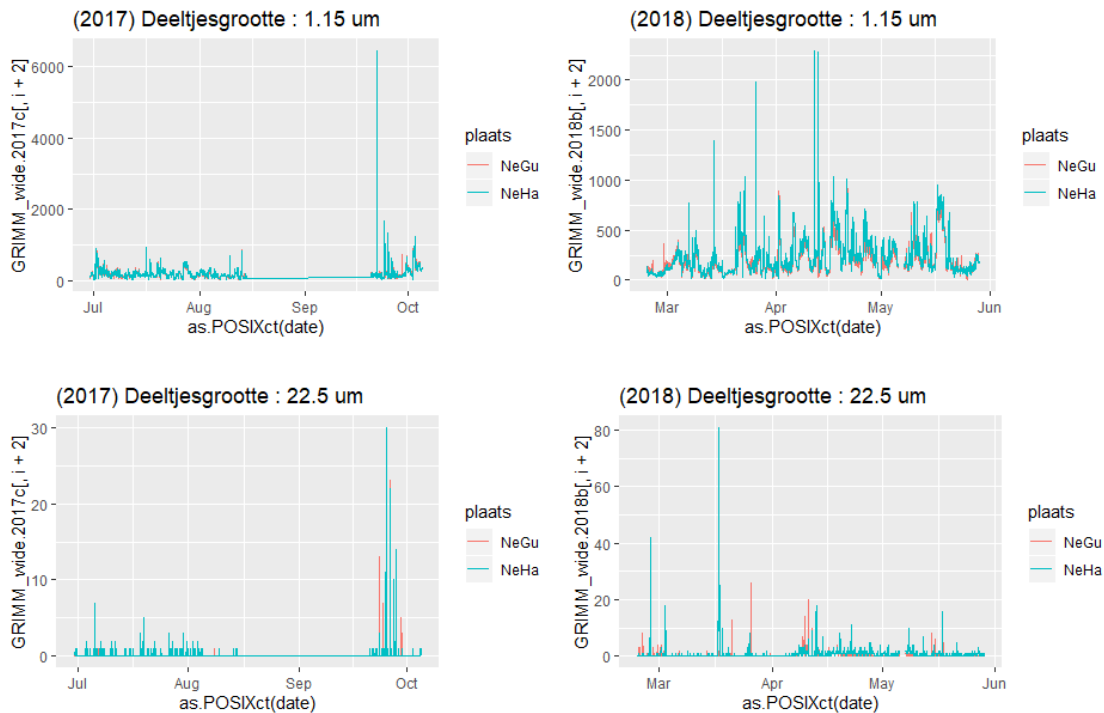 (2017) Deeltjesgrootte : 1.15 um
GRIMM_wide.2017c[, i + 2]
6000
4000
2000
0
Jul Aug Sep Oct
as.POSIXct(date)
plaats
NeGu
NeHa
(2018) Deeltjesgrootte : 1.15 um
GRIMM_wide.2018b[, i + 2]
2000
1500
1000
500
0
Mar Apr May Jun
as.POSIXct(date)
plaats
NeGu
NeHa
(2017) Deeltjesgrootte : 22.5 um
GRIMM_wide.2017c[, i + 2]
30
20
10
0
Jul Aug Sep Oct
as.POSIXct(date)
plaats
NeGu
NeHa
(2018) Deeltjesgrootte : 22.5 um
GRIMM_wide.2018b[, i + 2]
80
60
40
20
0
Mar Apr May Jun
as.POSIXct(date)
plaats
NeGu
NeHa